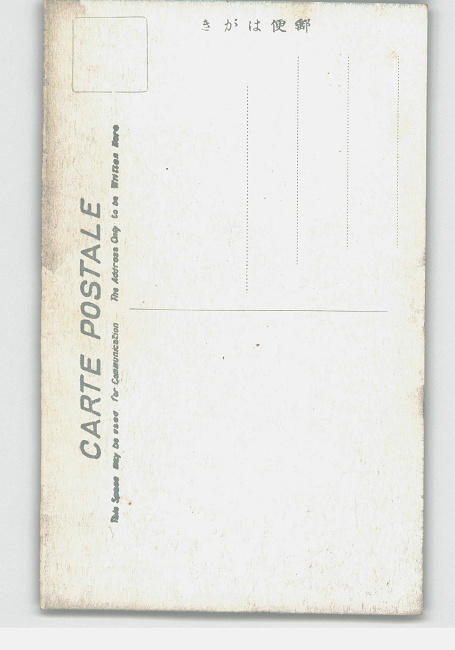 きがは便郵
CARTE POSTALE
This Space may be used for Communication The Address Only to be Written Here